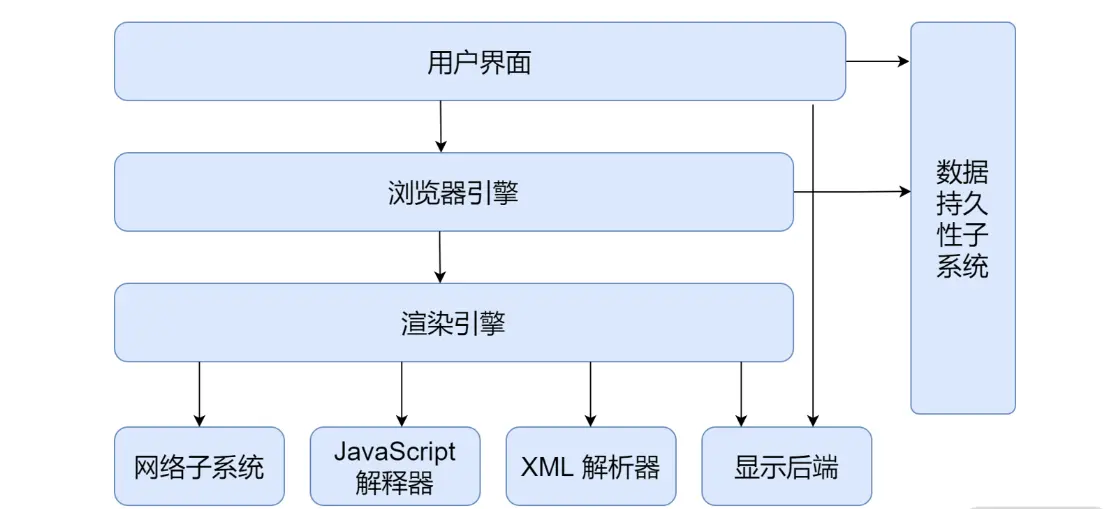 用户界面
浏览器引擎
数据
持久
性子
系统
渲染引擎
网络子系统
JavaScript
解释器
XML 解析器
显示后端